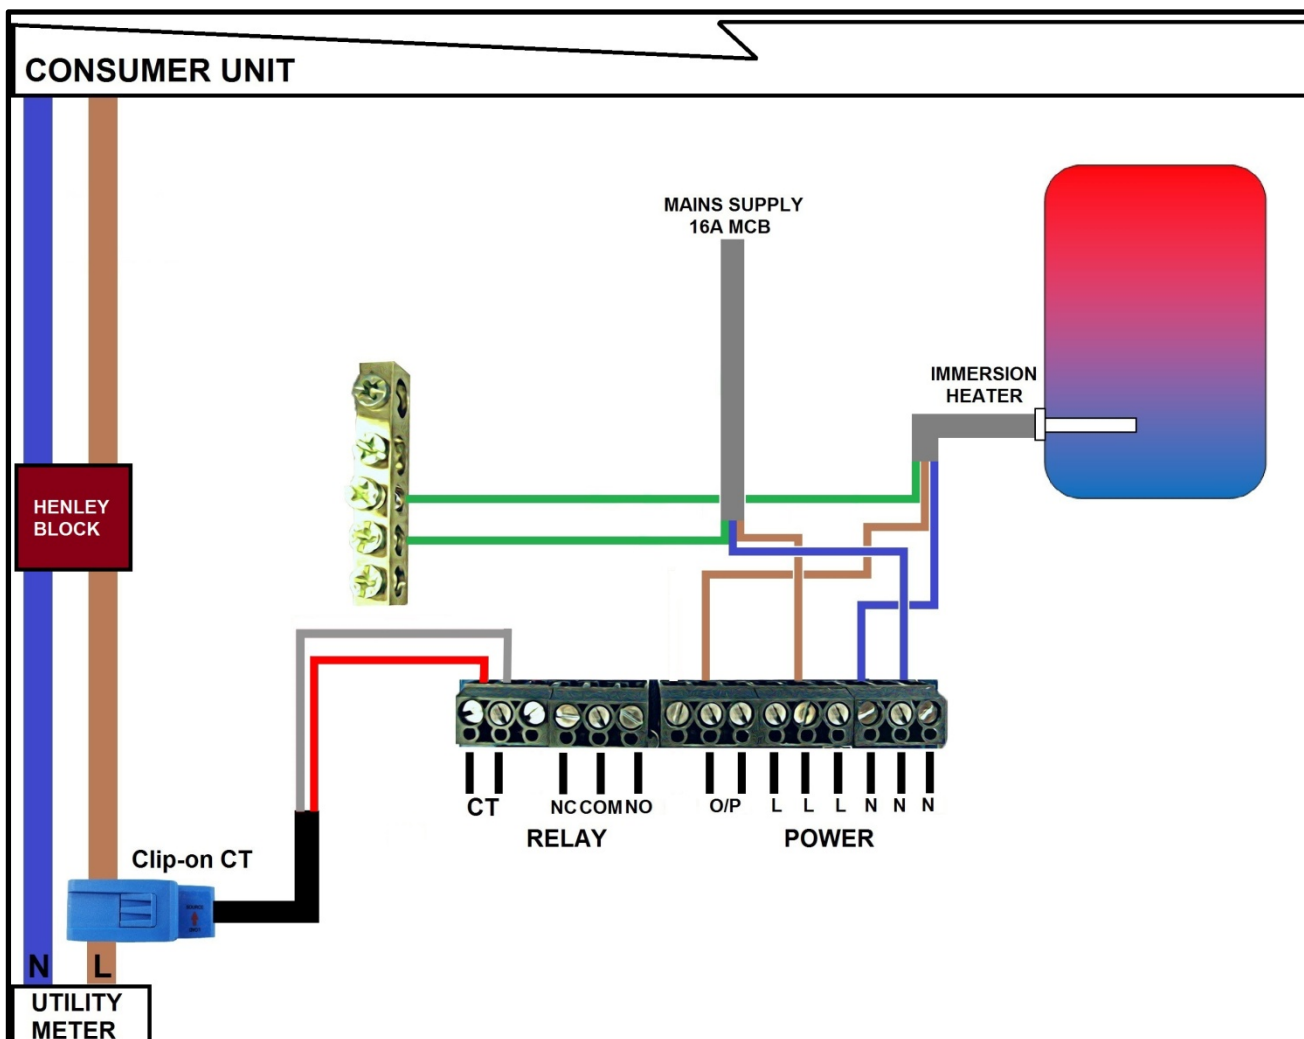 CONSUMER UNIT
MAINS SUPPLY
16A MCB
IMMERSION
HEATER
HENLEY
BLOCK
CT
NC COM NO
O/P L L L N N N
RELAY
POWER
Clip-on CT
N L
UTILITY
METER